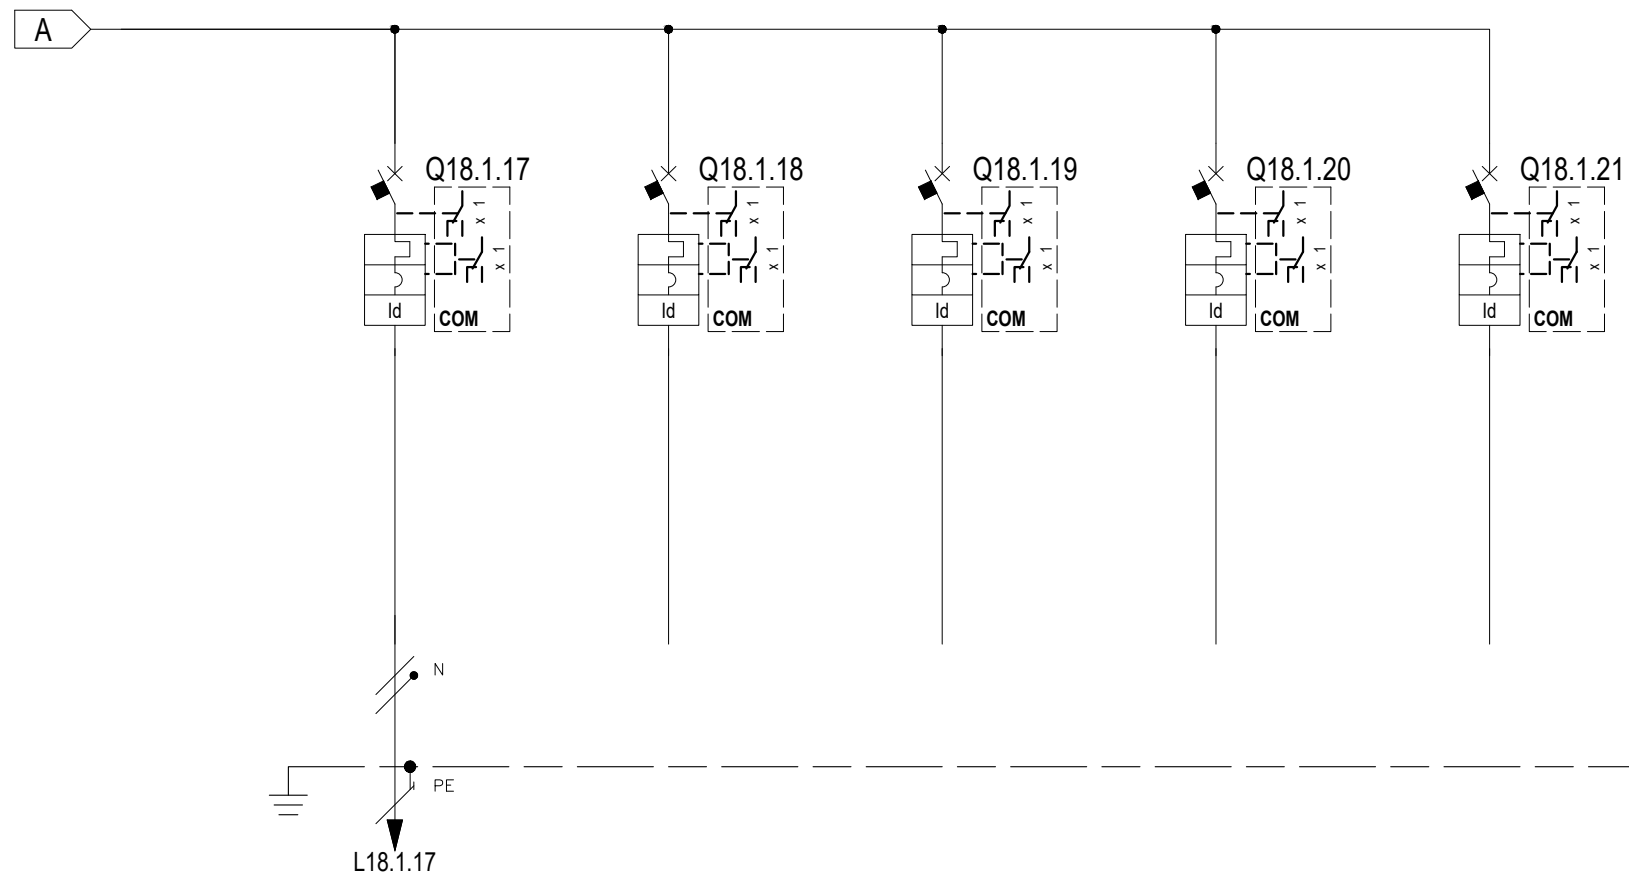 A
Q18.1.17
Q18.1.18
Q18.1.19
Q18.1.20
Q18.1.21
x 1
x 1
x 1
x 1
x 1
x 1
x 1
x 1
x 1
x 1
Id
COM
Id
COM
Id
COM
Id
COM
Id
COM
N
PE
L18.1.17